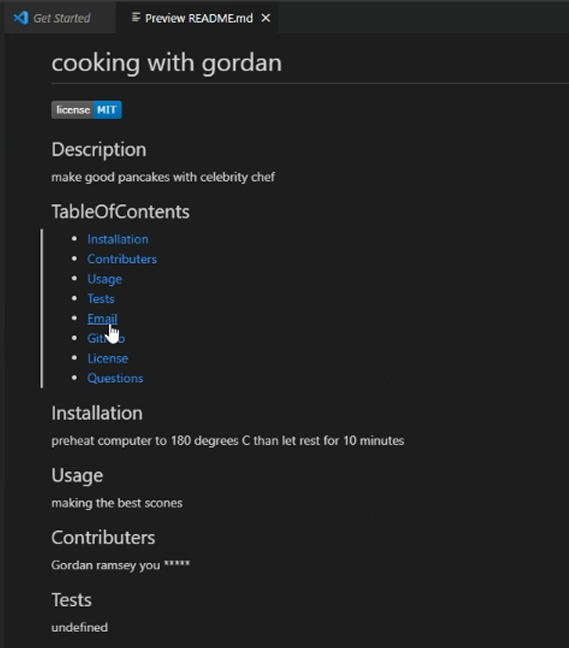 Get Started
Preview README.md
cooking with gordan
license MIT
Description
make good pancakes with celebrity chef
TableOfContents
Installation
Contributers
Usage
Tests
Email
License
Questions
Installation
preheat computer to 180 degrees C than let rest for 10 minutes
Usage
making the best scones
Contributers
Gordan ramsey you *****
Tests
undefined